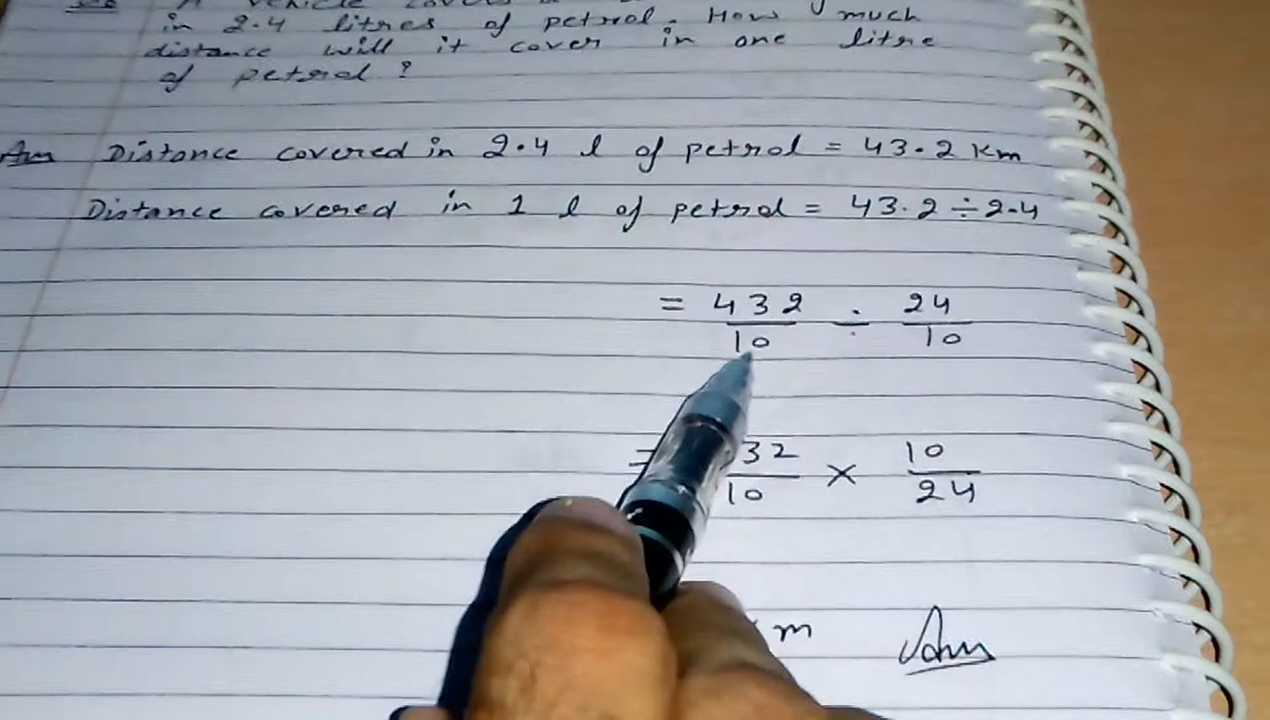 A vehicle covers
in 2.4 litres of petrol. How much
distance will it cover in one litre
of petrol ?
Ans Distance covered in 2.4 l of petrol = 43.2 Km
Distance covered in 1 l of petrol = 43.2 ÷ 2.4
= 432/10 ÷ 24/10
= 32/10 × 10/24
m Ans